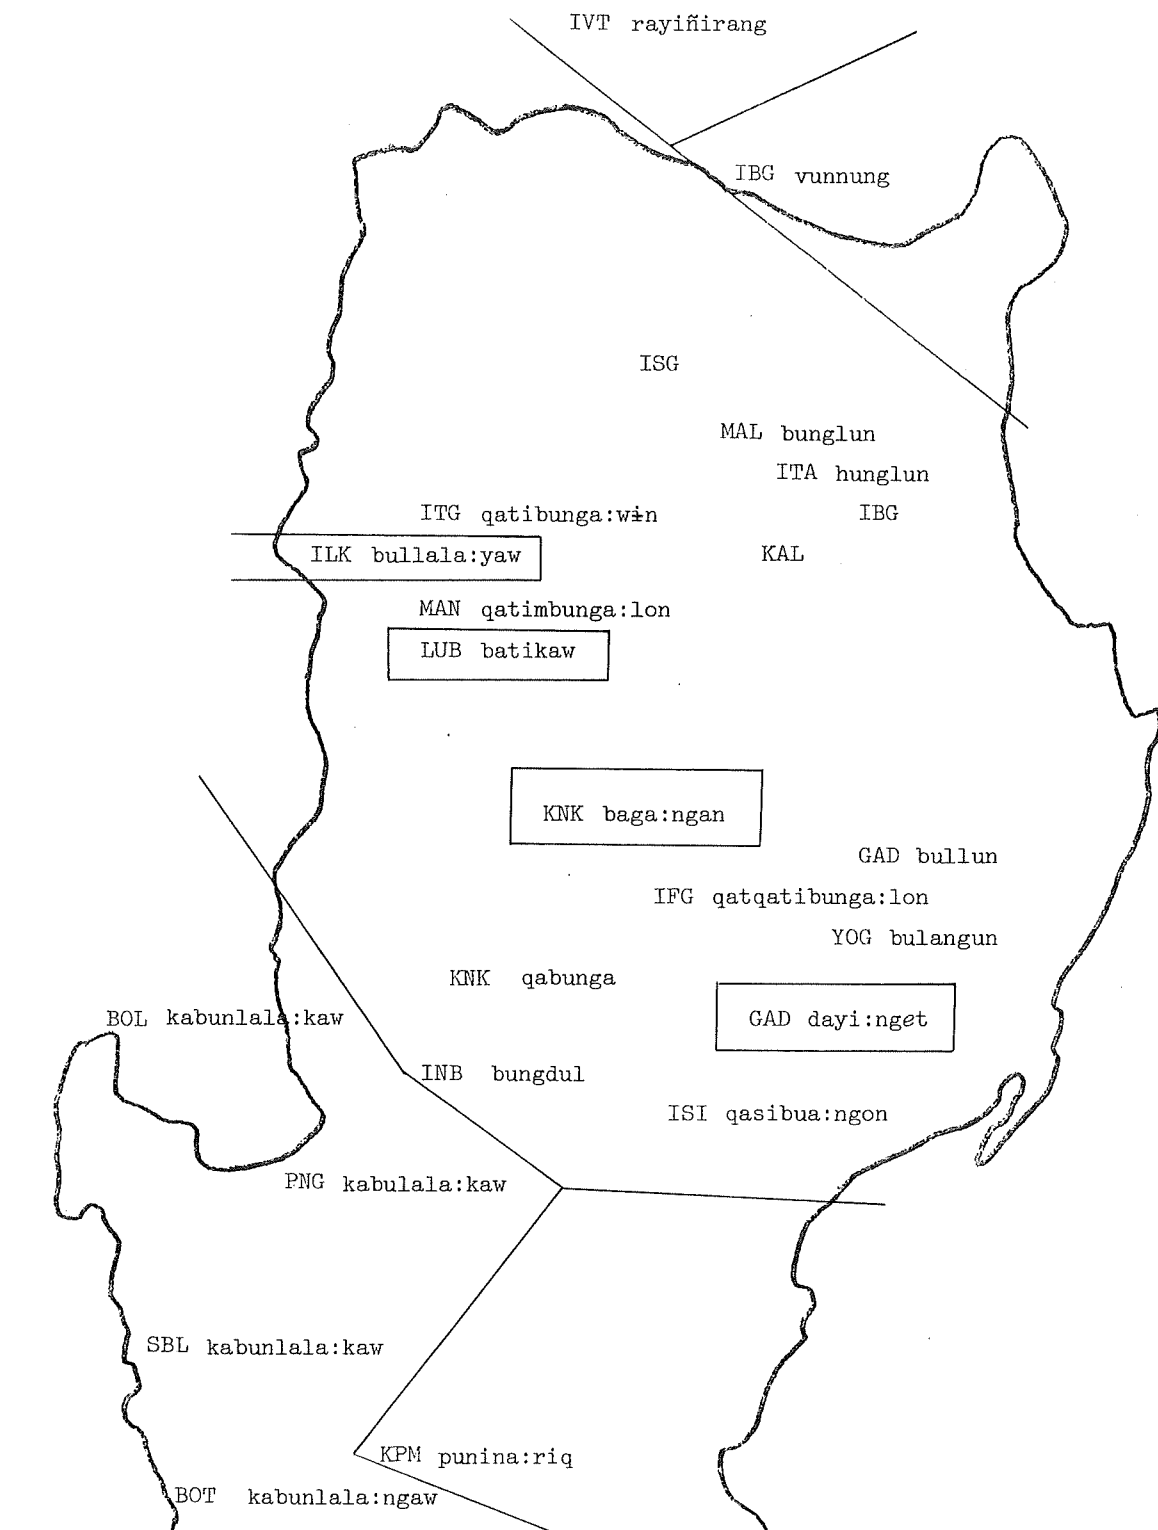 IVT rayiñirang
IBG vunnung
ISG
MAL bunglun
ITA hunglun
ITG qatibunga:wɨn
IBG
ILK bullala:yaw
KAL
MAN qatimbunga:lon
LUB batikaw
KNK baga:ngan
GAD bullun
IFG qatqatibunga:lon
YOG bulangun
KNK qabunga
BOL kabunlala:kaw
GAD dayi:nget
INB bungdul
ISI qasibua:ngon
PNG kabulala:kaw
SBL kabunlala:kaw
KPM punina:riq
BOT kabunlala:ngaw